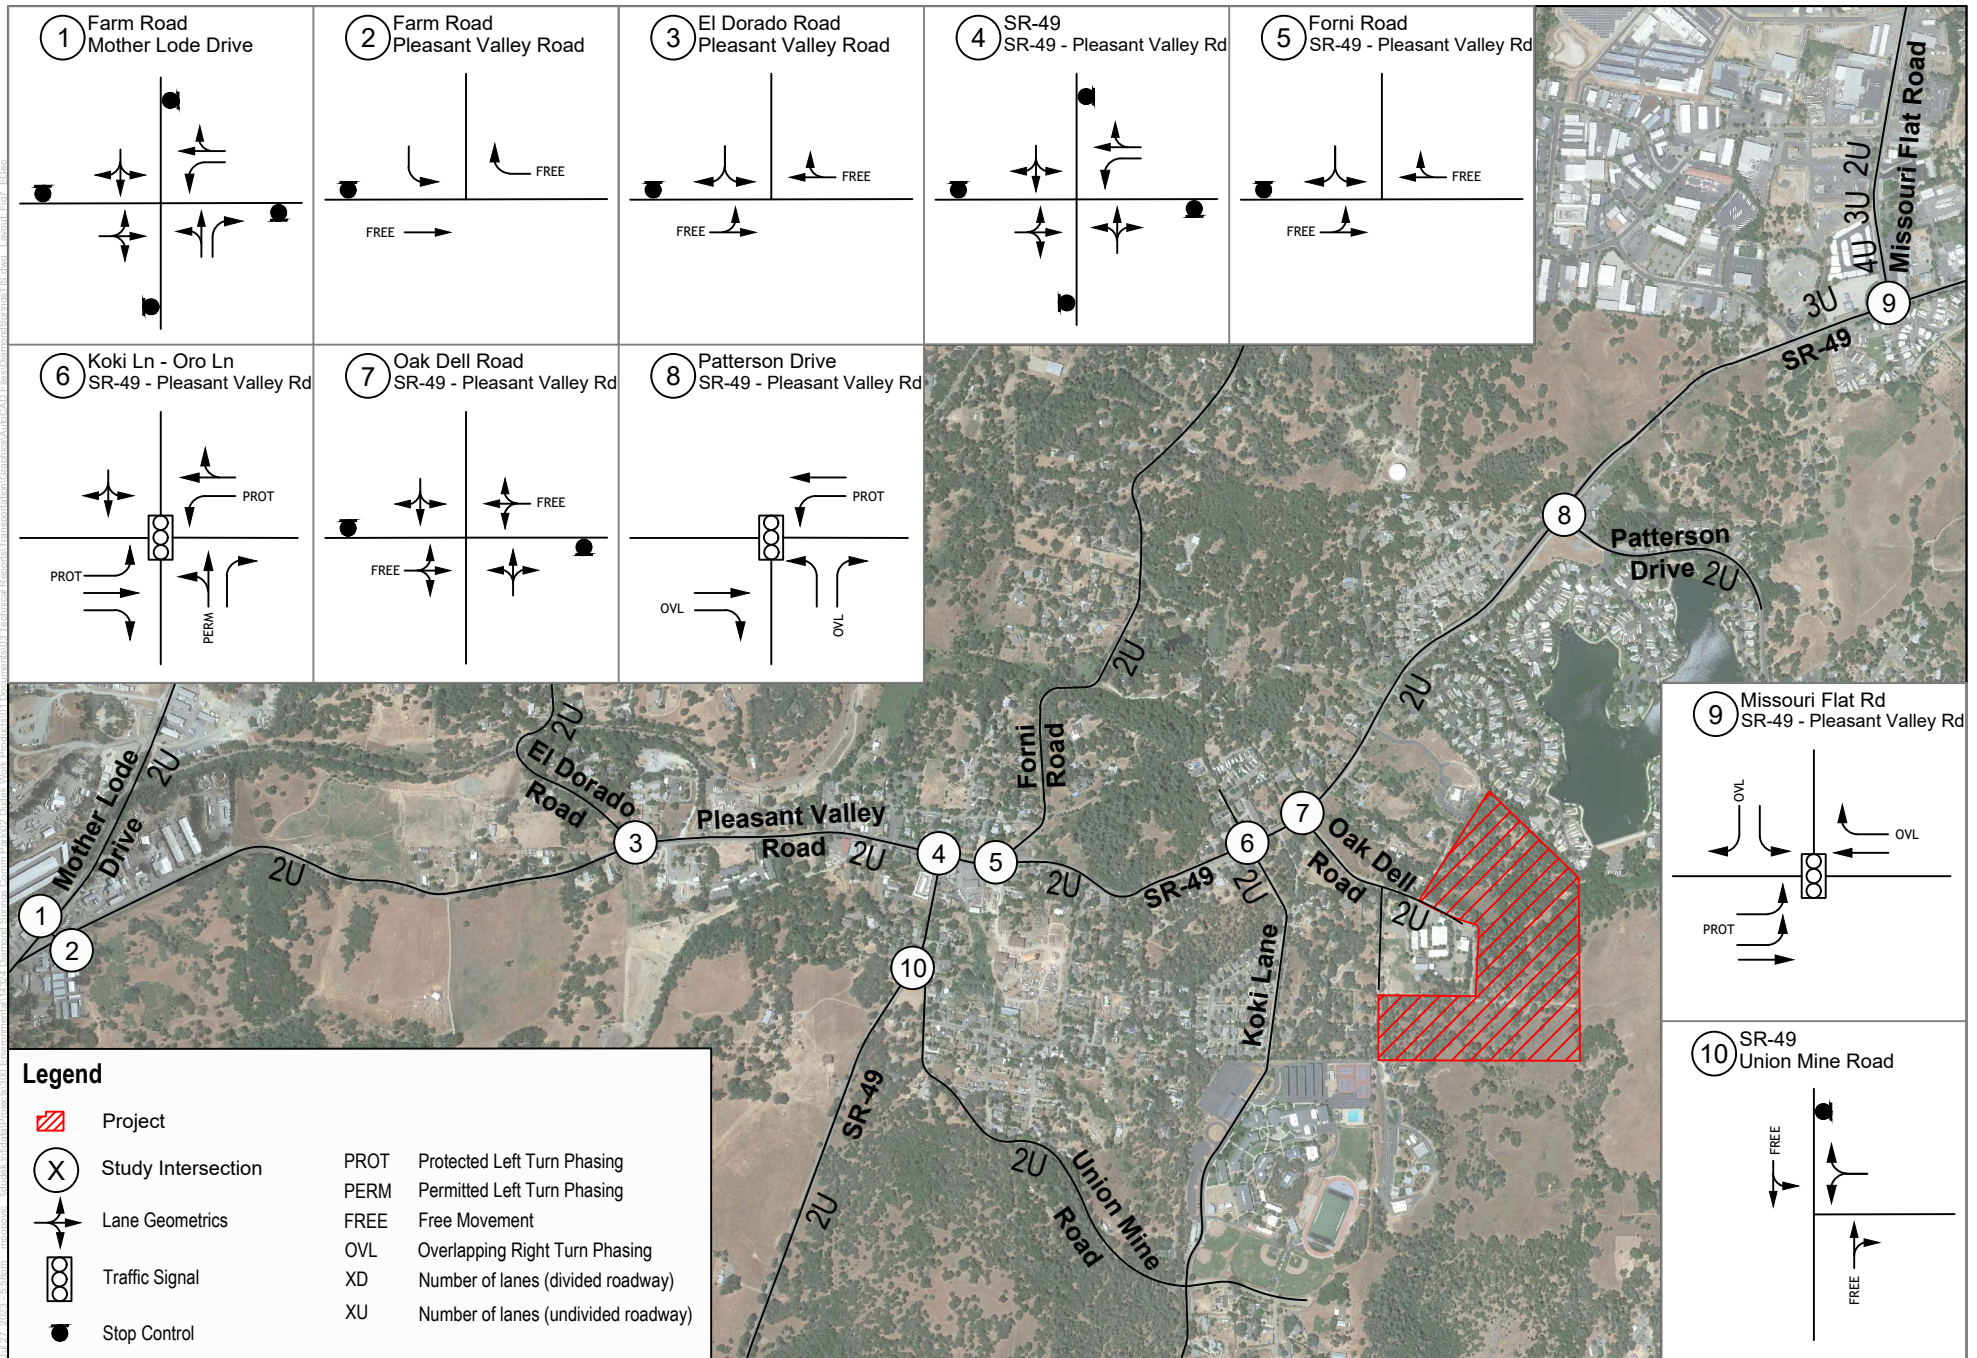 1
Farm Road
Mother Lode Drive
2
Farm Road
Pleasant Valley Road
FREE
FREE
3
El Dorado Road
Pleasant Valley Road
FREE
FREE
4
SR-49
SR-49 - Pleasant Valley Rd
5
Forni Road
SR-49 - Pleasant Valley Rd
FREE
FREE
6
Koki Ln - Oro Ln
SR-49 - Pleasant Valley Rd
PROT
PROT
PERM
7
Oak Dell Road
SR-49 - Pleasant Valley Rd
FREE
FREE
8
Patterson Drive
SR-49 - Pleasant Valley Rd
PROT
OVL
OVL
9
Missouri Flat Rd
SR-49 - Pleasant Valley Rd
OVL
OVL
PROT
10
SR-49
Union Mine Road
FREE
FREE
Missouri Flat Road
2U
3U
4U
9
3U
SR-49
8
Patterson
Drive
2U
2U
2U
Forni
Road
Mother Lode
Drive
2U
El Dorado
Road
2U
Pleasant Valley
Road
2U
2U
1
2
3
4
5
6
7
10
2U
SR-49
2U
Oak Dell
Road
2U
Koki Lane
SR-49
2U
Union Mine
Road
2U
Legend
Project
X
Study Intersection
Lane Geometrics
Traffic Signal
Stop Control
PROT Protected Left Turn Phasing
PERM Permitted Left Turn Phasing
FREE Free Movement
OVL Overlapping Right Turn Phasing
XD Number of lanes (divided roadway)
XU Number of lanes (undivided roadway)